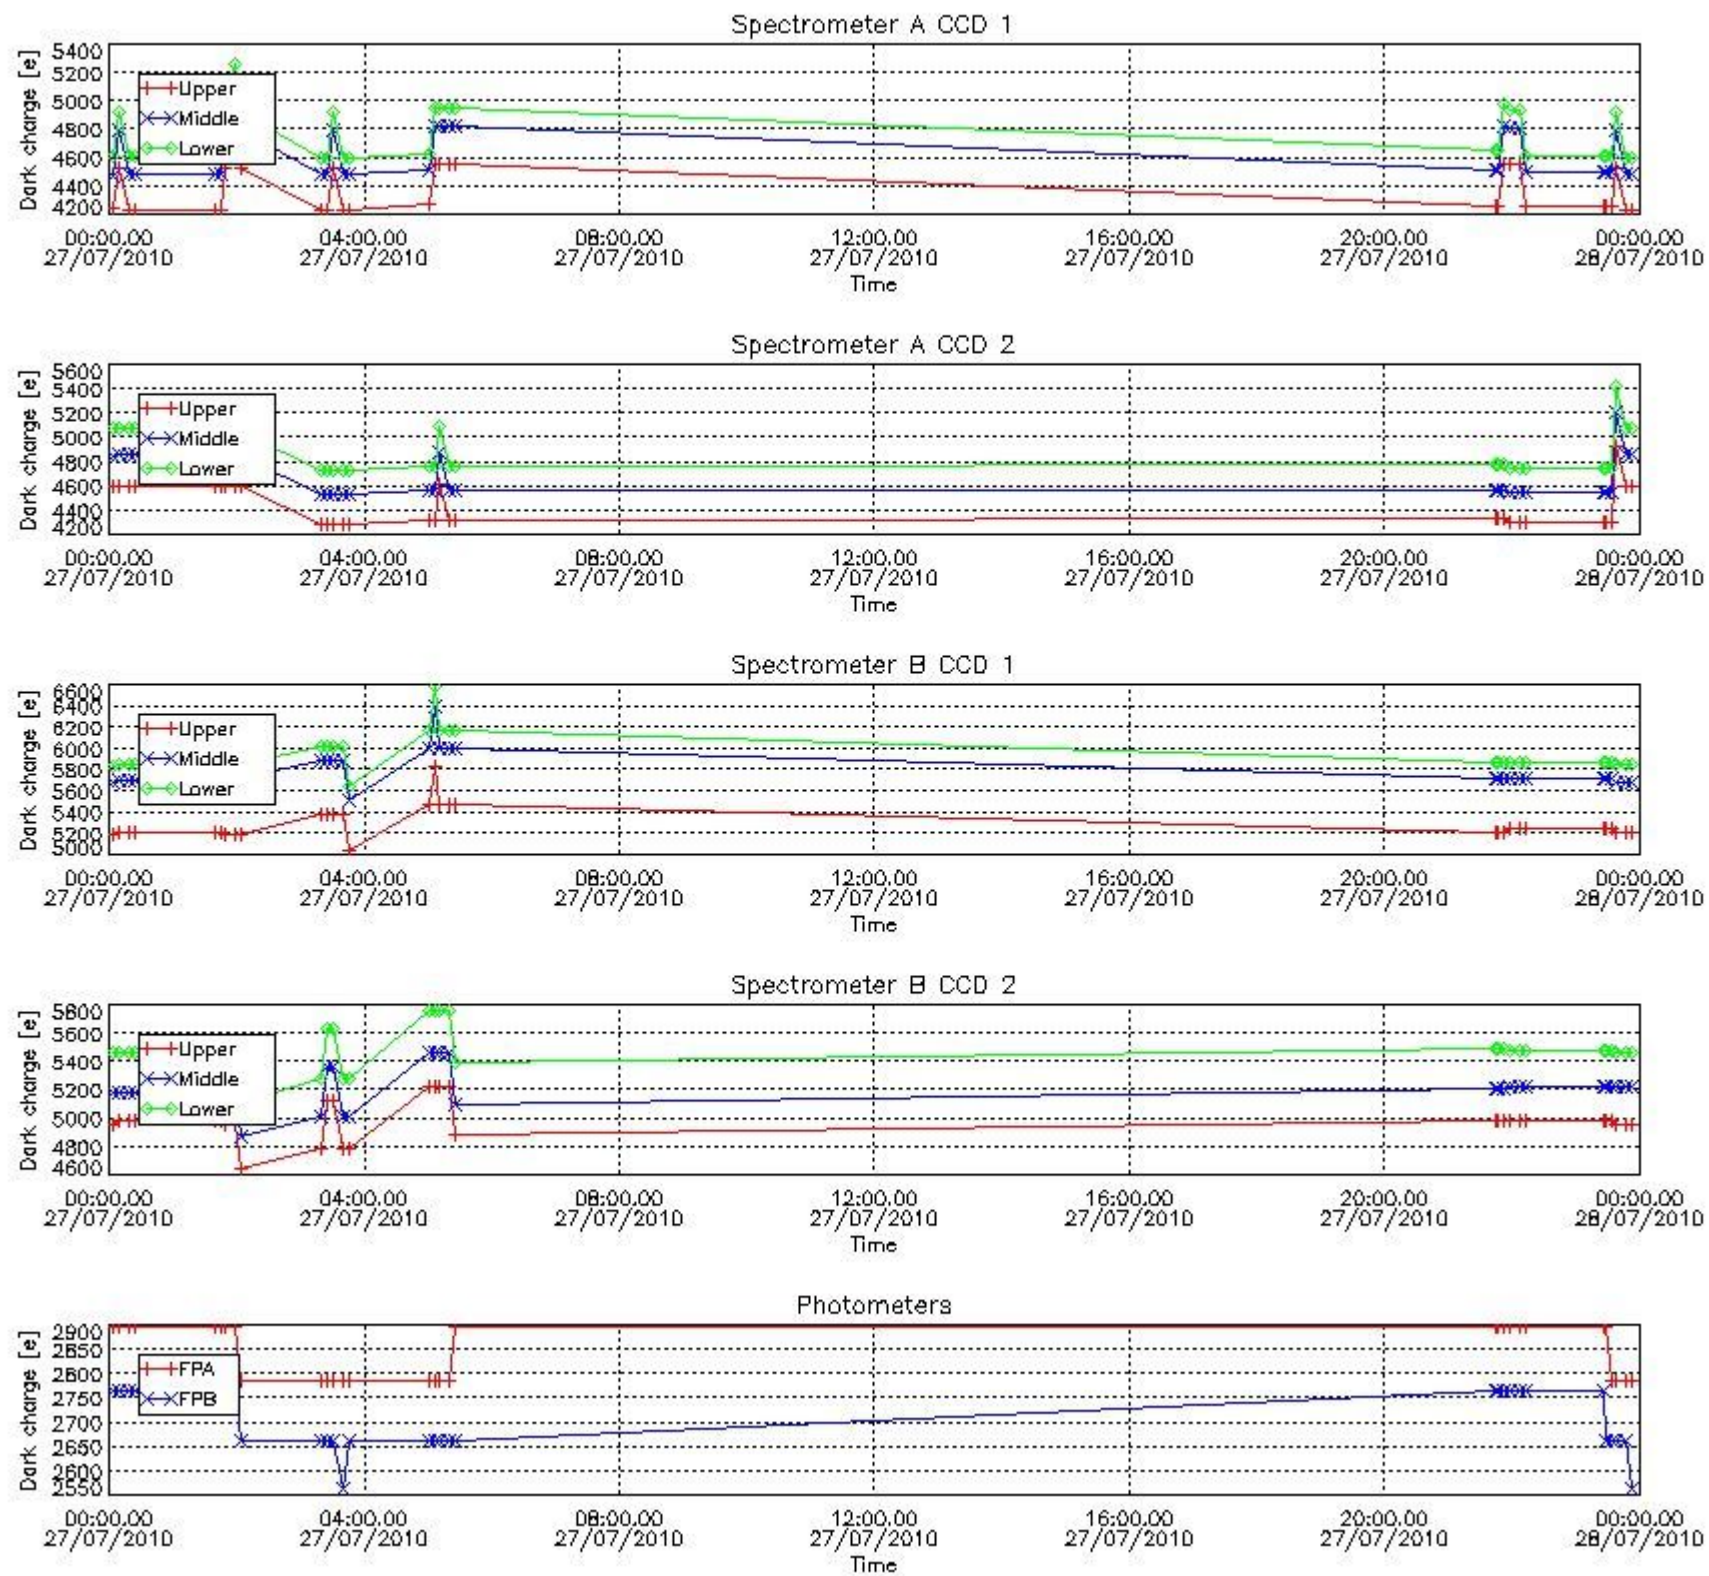 Spectrometer A CCD 1
Dark charge [e]
5400
5200
5000
4800
4600
4400
4200
Upper
Middle
Lower
00:00.00 04:00.00 08:00.00 12:00.00 16:00.00 20:00.00 00:00.00
27/07/2010 27/07/2010 27/07/2010 27/07/2010 27/07/2010 27/07/2010 28/07/2010
Time
Spectrometer A CCD 2
Dark charge [e]
5600
5400
5200
5000
4800
4600
4400
4200
Upper
Middle
Lower
00:00.00 04:00.00 08:00.00 12:00.00 16:00.00 20:00.00 00:00.00
27/07/2010 27/07/2010 27/07/2010 27/07/2010 27/07/2010 27/07/2010 28/07/2010
Time
Spectrometer B CCD 1
Dark charge [e]
6600
6400
6200
6000
5800
5600
5400
5200
5000
Upper
Middle
Lower
00:00.00 04:00.00 08:00.00 12:00.00 16:00.00 20:00.00 00:00.00
27/07/2010 27/07/2010 27/07/2010 27/07/2010 27/07/2010 27/07/2010 28/07/2010
Time
Spectrometer B CCD 2
Dark charge [e]
5800
5600
5400
5200
5000
4800
4600
Upper
Middle
Lower
00:00.00 04:00.00 08:00.00 12:00.00 16:00.00 20:00.00 00:00.00
27/07/2010 27/07/2010 27/07/2010 27/07/2010 27/07/2010 27/07/2010 28/07/2010
Time
Photometers
Dark charge [e]
2900
2850
2800
2750
2700
2650
2600
2550
FPA
FPB
00:00.00 04:00.00 08:00.00 12:00.00 16:00.00 20:00.00 00:00.00
27/07/2010 27/07/2010 27/07/2010 27/07/2010 27/07/2010 27/07/2010 28/07/2010
Time